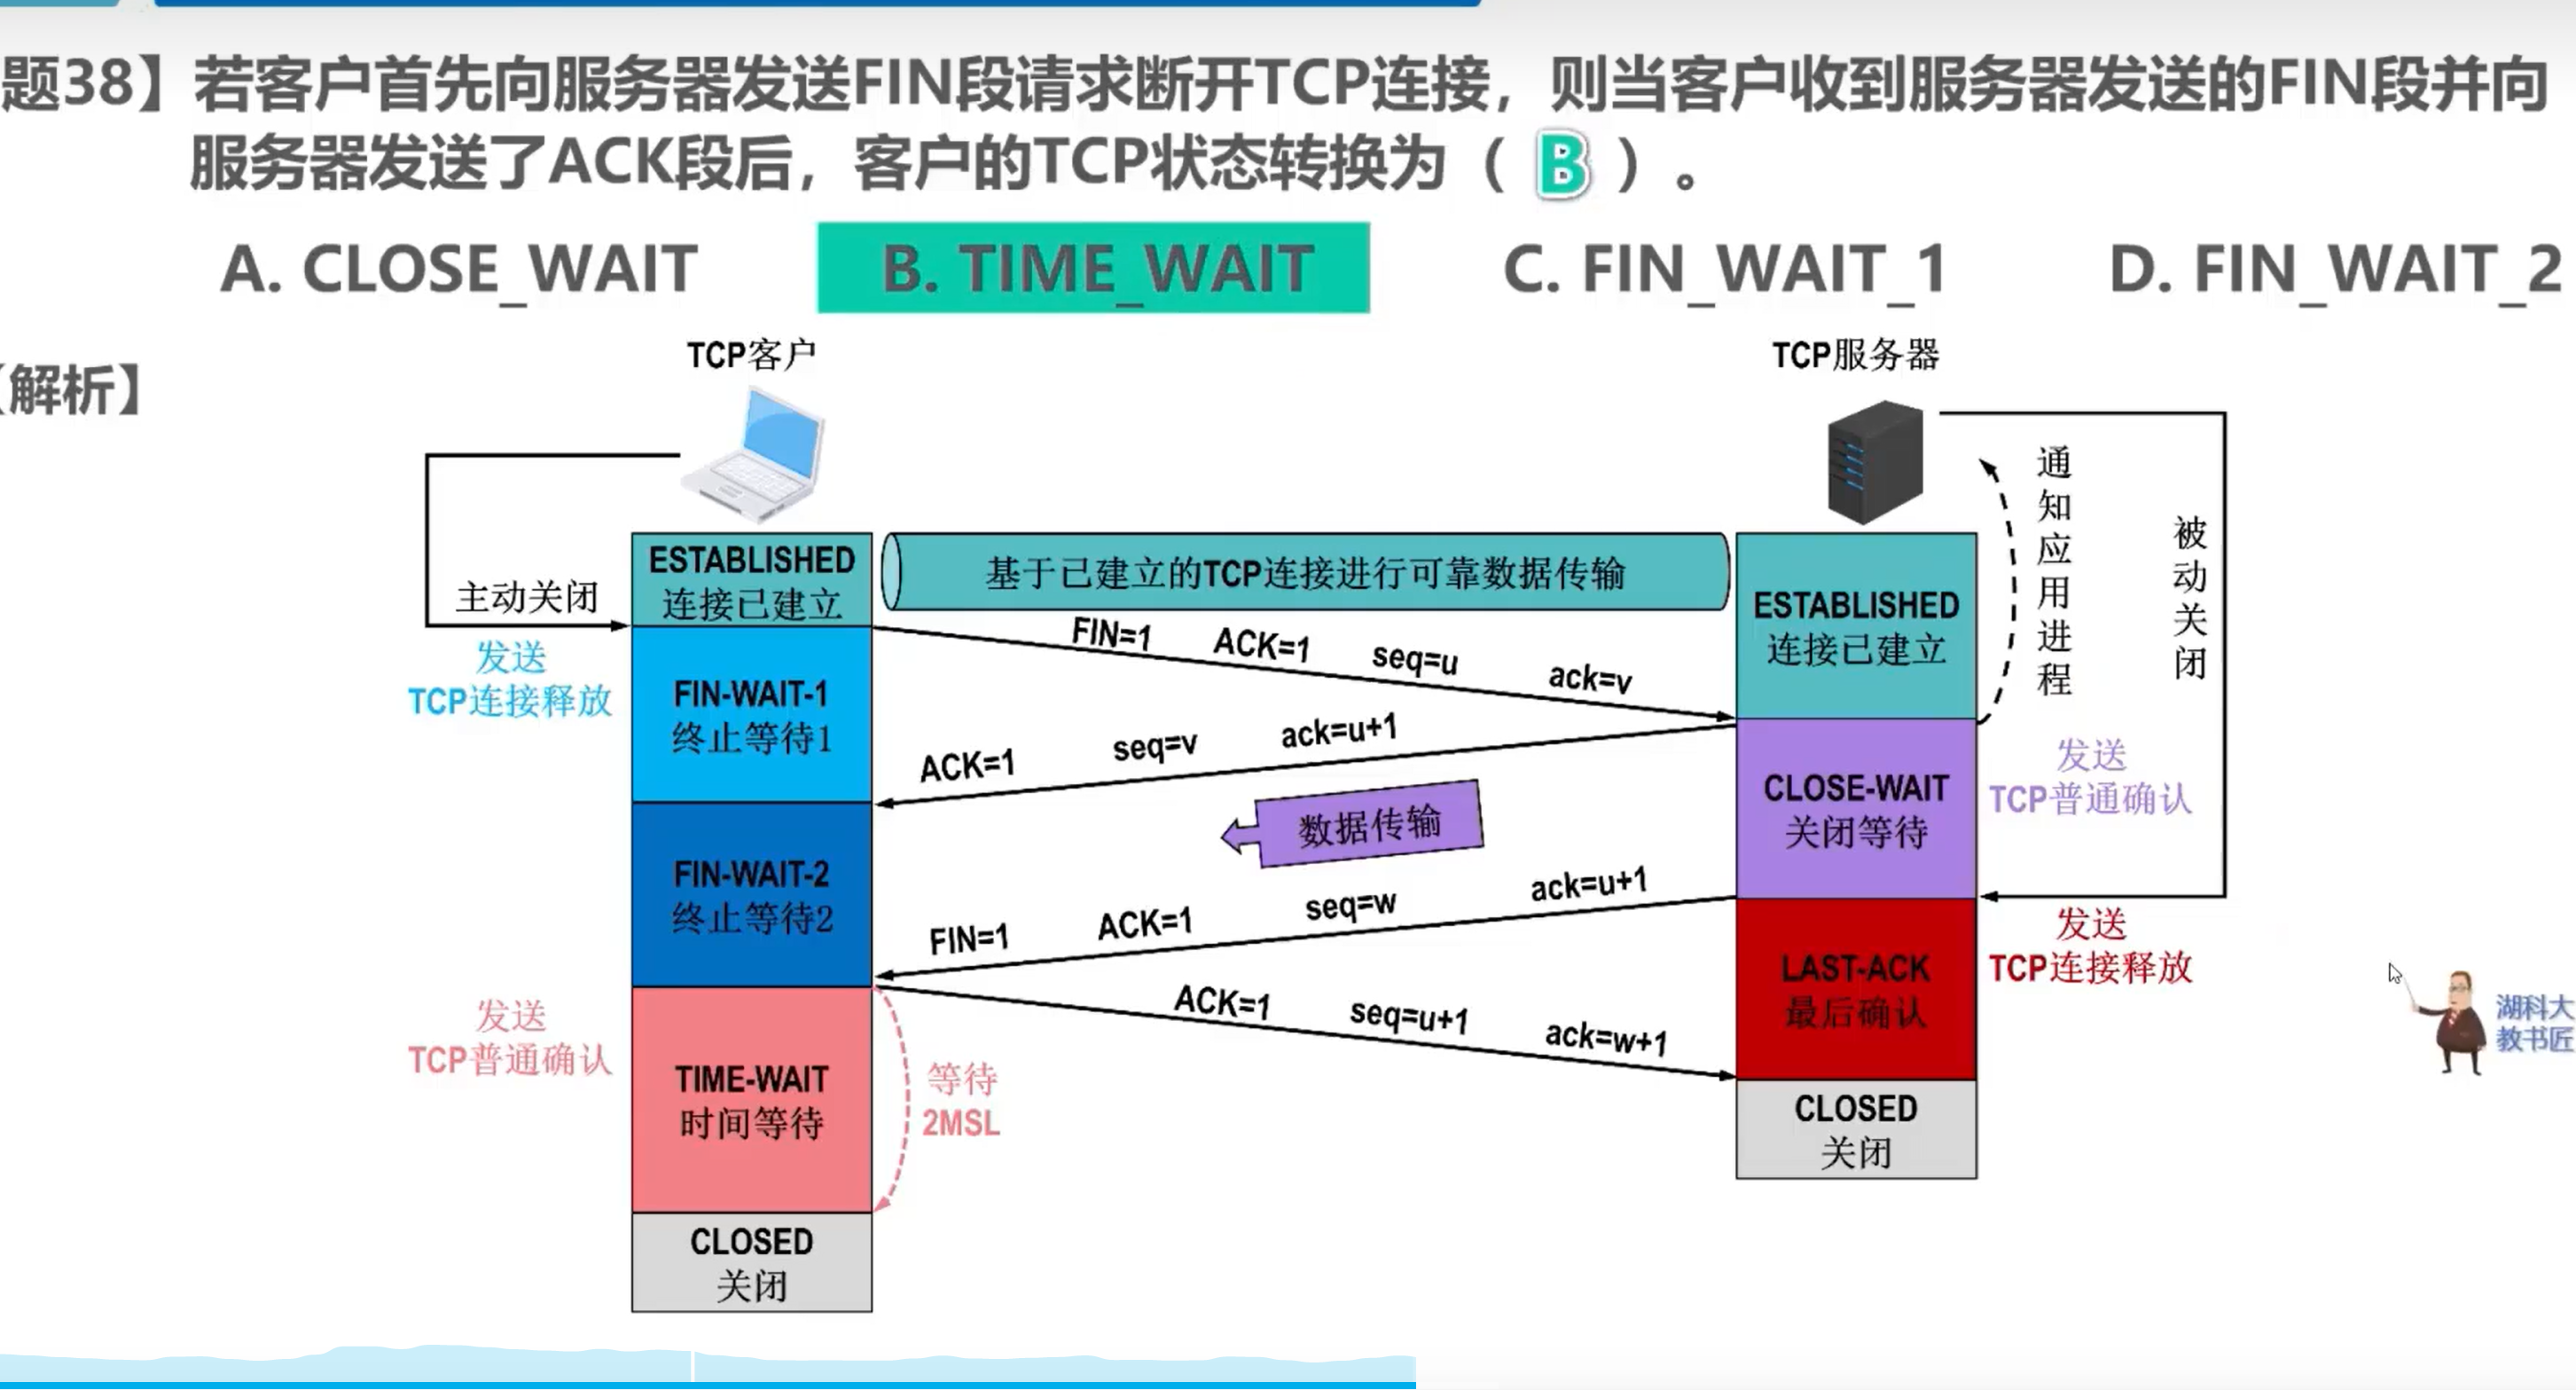 题38】若客户首先向服务器发送FIN段请求断开TCP连接，则当客户收到服务器发送的FIN段并向
服务器发送了ACK段后，客户的TCP状态转换为（ B ）。
A. CLOSE_WAIT B. TIME_WAIT C. FIN_WAIT_1 D. FIN_WAIT_2
【解析】
TCP客户
TCP服务器
主动关闭
发送
TCP连接释放
ESTABLISHED
连接已建立
基于已建立的TCP连接进行可靠数据传输
ESTABLISHED
连接已建立
通知应用进程
被动关闭
FIN=1 ACK=1 seq=u ack=v
FIN-WAIT-1
终止等待1
ACK=1 seq=v ack=u+1
CLOSE-WAIT
关闭等待
发送
TCP普通确认
数据传输
FIN-WAIT-2
终止等待2
FIN=1 ACK=1 seq=w ack=u+1
LAST-ACK
最后确认
发送
TCP连接释放
ACK=1 seq=u+1 ack=w+1
发送
TCP普通确认
TIME-WAIT
时间等待
等待
2MSL
CLOSED
关闭
CLOSED
关闭
湖科大
教书匠